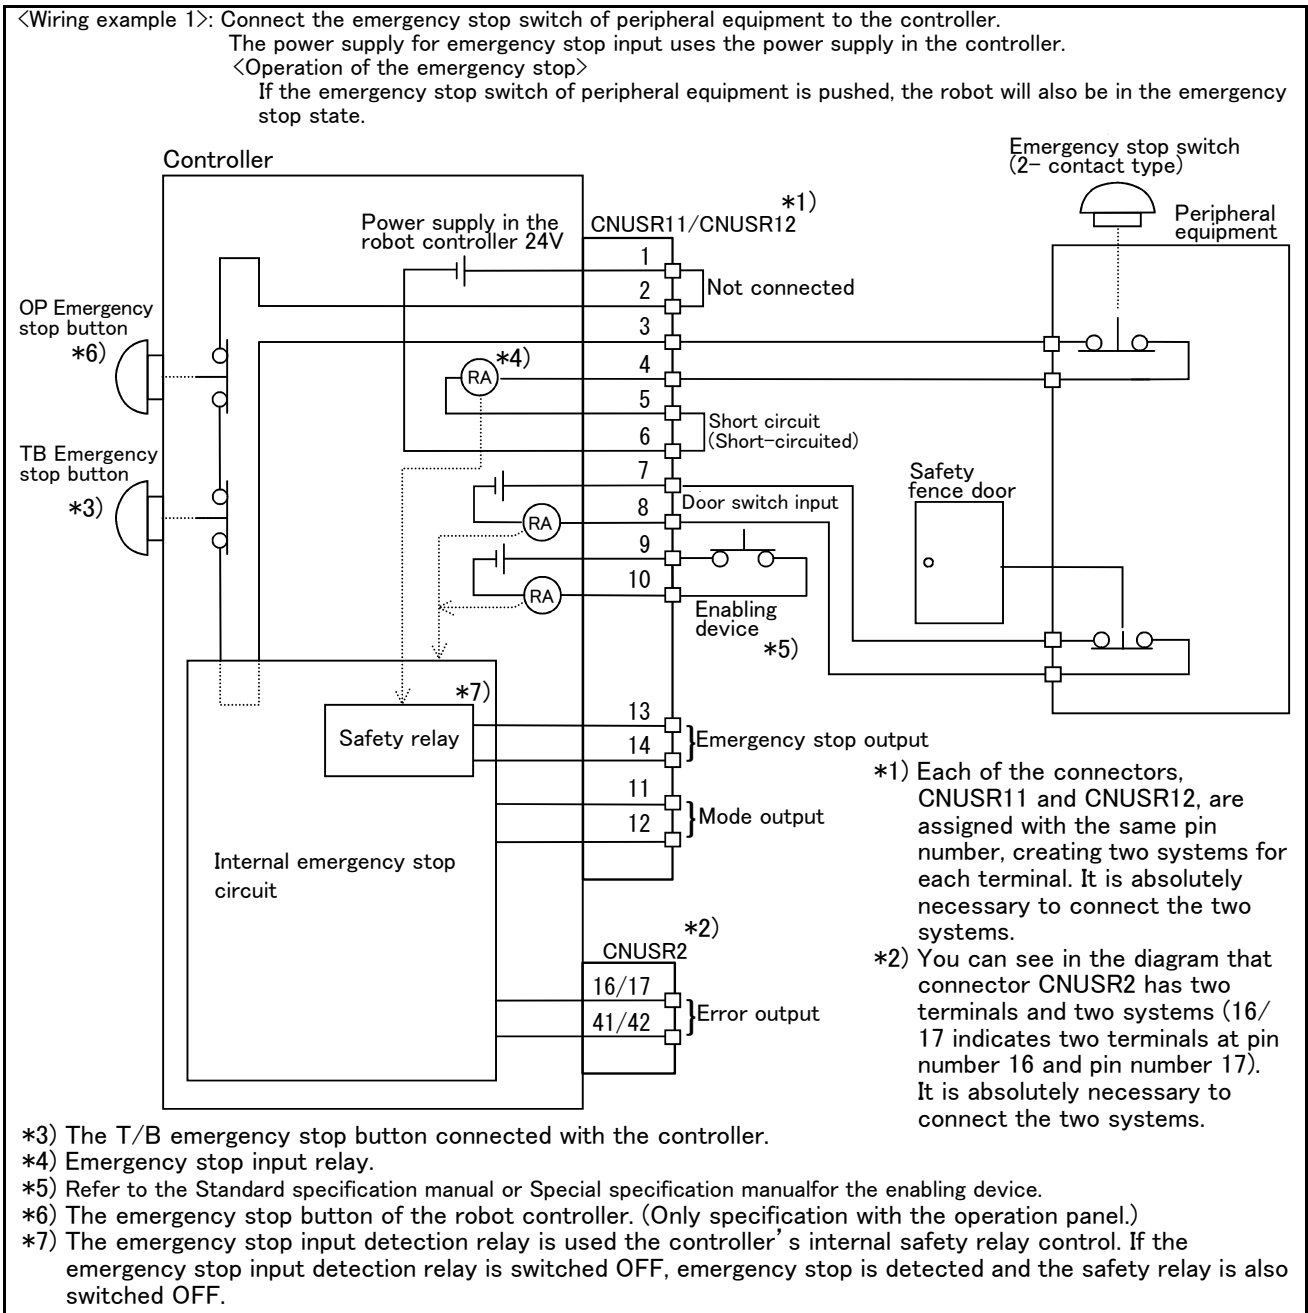 <Wiring example 1>: Connect the emergency stop switch of peripheral equipment to the controller.
The power supply for emergency stop input uses the power supply in the controller.
<Operation of the emergency stop>
If the emergency stop switch of peripheral equipment is pushed, the robot will also be in the emergency
stop state.
Emergency stop switch
(2- contact type)
Controller
*1)
Peripheral
equipment
Power supply in the
robot controller 24V
CNUSR11/CNUSR12
1
2
Not connected
OP Emergency
stop button
*6)
3
*4)
RA
4
5
Short circuit
(Short-circuited)
6
TB Emergency
stop button
*3)
7
Door switch input
Safety
fence door
8
RA
9
10
RA
Enabling
device
*5)
*7)
Safety relay
13
14
Emergency stop output
11
12
Mode output
Internal emergency stop
circuit
*2)
CNUSR2
16/17
41/42
Error output
*1) Each of the connectors,
CNUSR11 and CNUSR12, are
assigned with the same pin
number, creating two systems for
each terminal. It is absolutely
necessary to connect the two
systems.
*2) You can see in the diagram that
connector CNUSR2 has two
terminals and two systems (16/
17 indicates two terminals at pin
number 16 and pin number 17).
It is absolutely necessary to
connect the two systems.
*3) The T/B emergency stop button connected with the controller.
*4) Emergency stop input relay.
*5) Refer to the Standard specification manual or Special specification manualfor the enabling device.
*6) The emergency stop button of the robot controller. (Only specification with the operation panel.)
*7) The emergency stop input detection relay is used the controller’s internal safety relay control. If the
emergency stop input detection relay is switched OFF, emergency stop is detected and the safety relay is also
switched OFF.